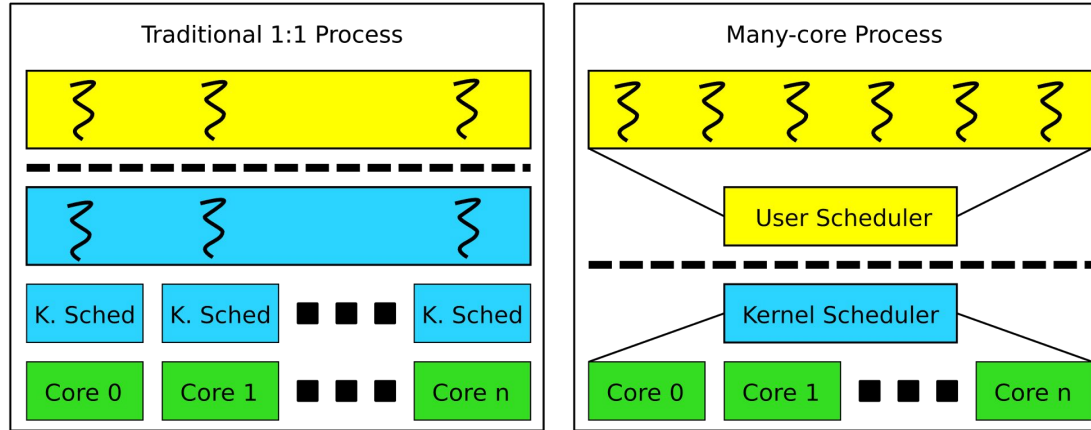 Traditional 1:1 Process
K. Sched K. Sched K. Sched
Core 0 Core 1 Core n
Many-core Process
User Scheduler
Kernel Scheduler
Core 0 Core 1 Core n